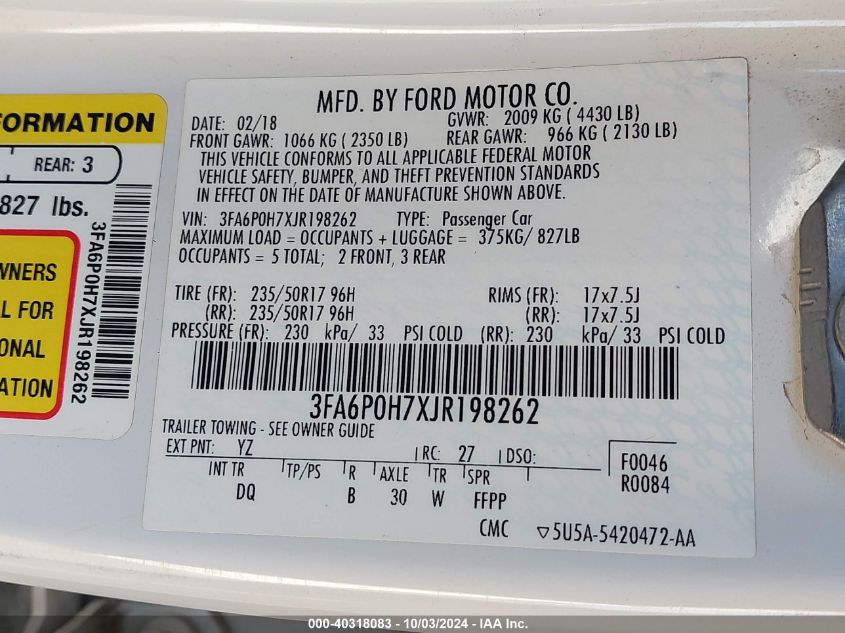 FORMATION
REAR: 3
827 lbs.
WNERS
L FOR
ONAL
ATION
3FA6P0H7XJR198262
MFD. BY FORD MOTOR CO.
DATE: 02/18 GVWR: 2009 KG ( 4430 LB)
FRONT GAWR: 1066 KG ( 2350 LB) REAR GAWR: 966 KG ( 2130 LB)
THIS VEHICLE CONFORMS TO ALL APPLICABLE FEDERAL MOTOR
VEHICLE SAFETY, BUMPER, AND THEFT PREVENTION STANDARDS
IN EFFECT ON THE DATE OF MANUFACTURE SHOWN ABOVE.
VIN: 3FA6P0H7XJR198262 TYPE: Passenger Car
MAXIMUM LOAD = OCCUPANTS + LUGGAGE = 375KG/ 827LB
OCCUPANTS = 5 TOTAL; 2 FRONT, 3 REAR
TIRE (FR): 235/50R17 96H RIMS (FR): 17x7.5J
(RR): 235/50R17 96H (RR): 17x7.5J
PRESSURE (FR): 230 kPa/ 33 PSI COLD (RR): 230 kPa/ 33 PSI COLD
3FA6P0H7XJR198262
TRAILER TOWING - SEE OWNER GUIDE
EXT PNT: YZ RC: 27 DSO: F0046
R0084
INT TR TP/PS R AXLE TR SPR
DQ B 30 W FFPP
CMC ▽5U5A-5420472-AA
000-40318083 - 10/03/2024 - IAA Inc.